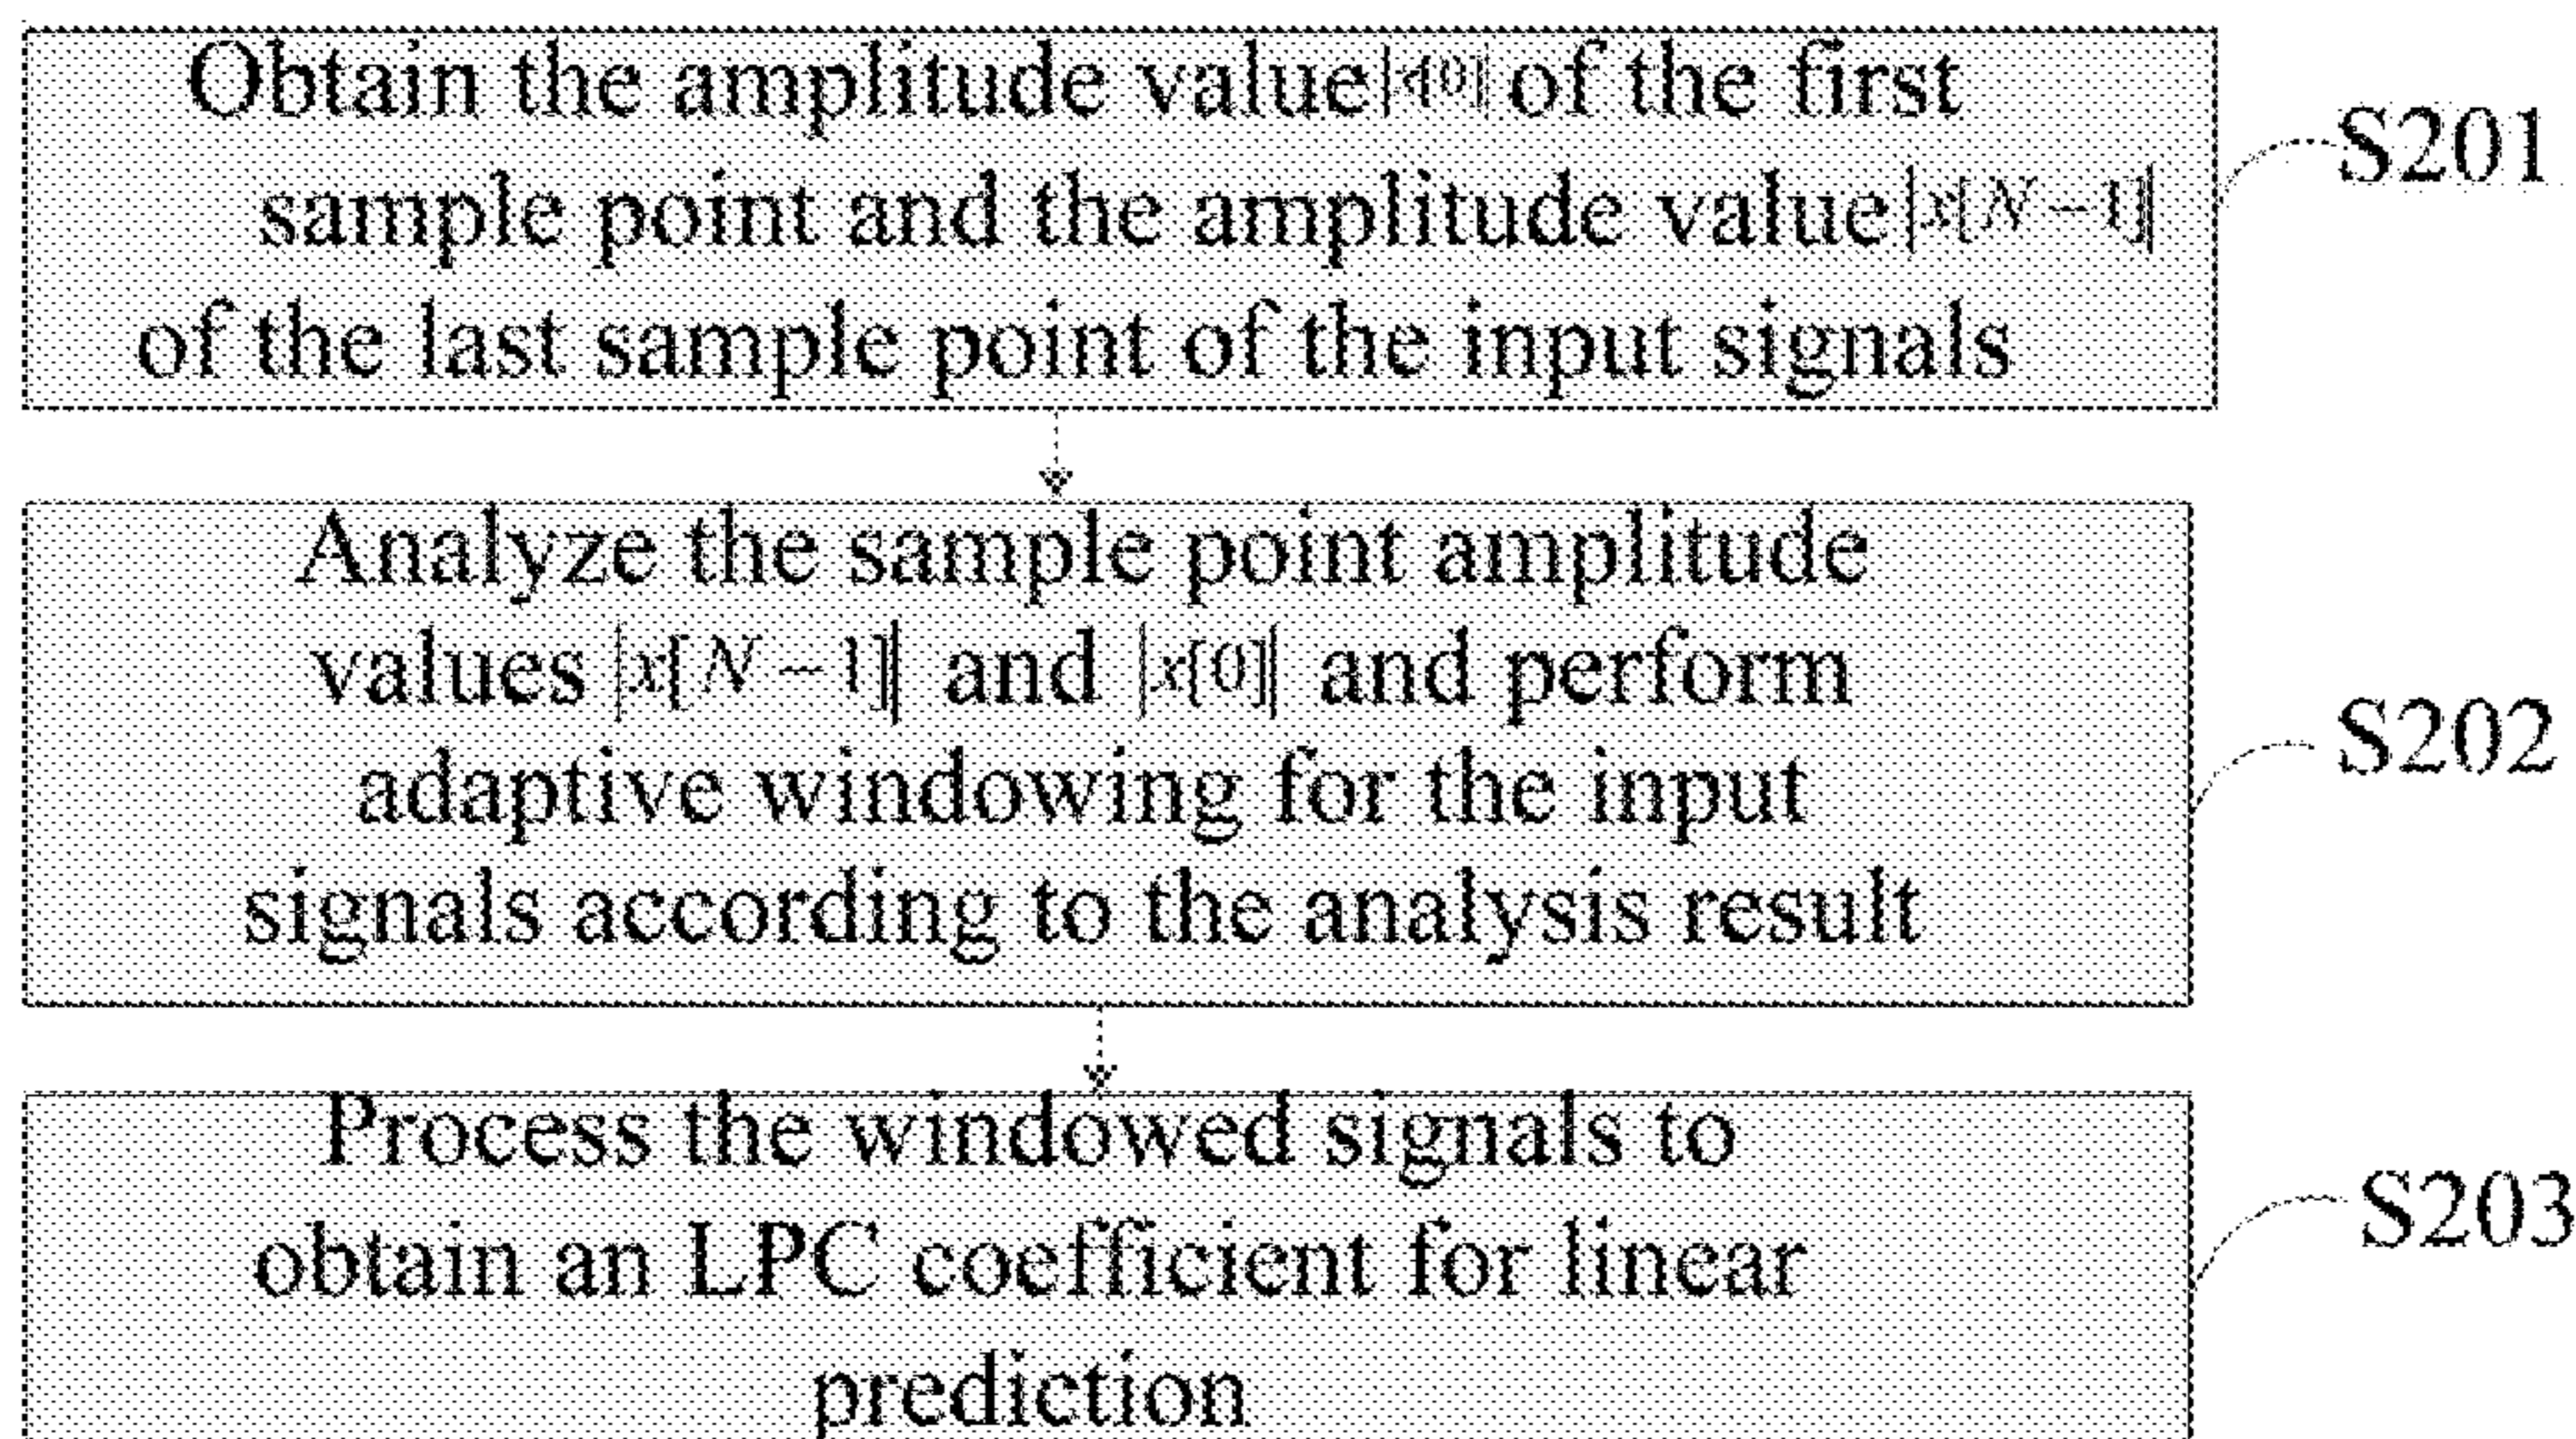 Obtain the amplitude value |x[0]| of the first
sample point and the amplitude value |x[N-1]|
of the last sample point of the input signals
S201
Analyze the sample point amplitude
values |x[N-1]| and |x[0]| and perform
adaptive windowing for the input
signals according to the analysis result
S202
Process the windowed signals to
obtain an LPC coefficient for linear
prediction
S203